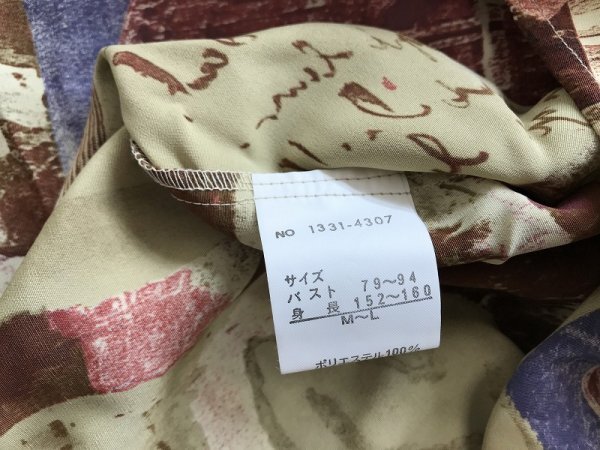 NO 1331-4307
サイズ
バスト 79～94
身 長 152～160
M～L
ポリエステル100%